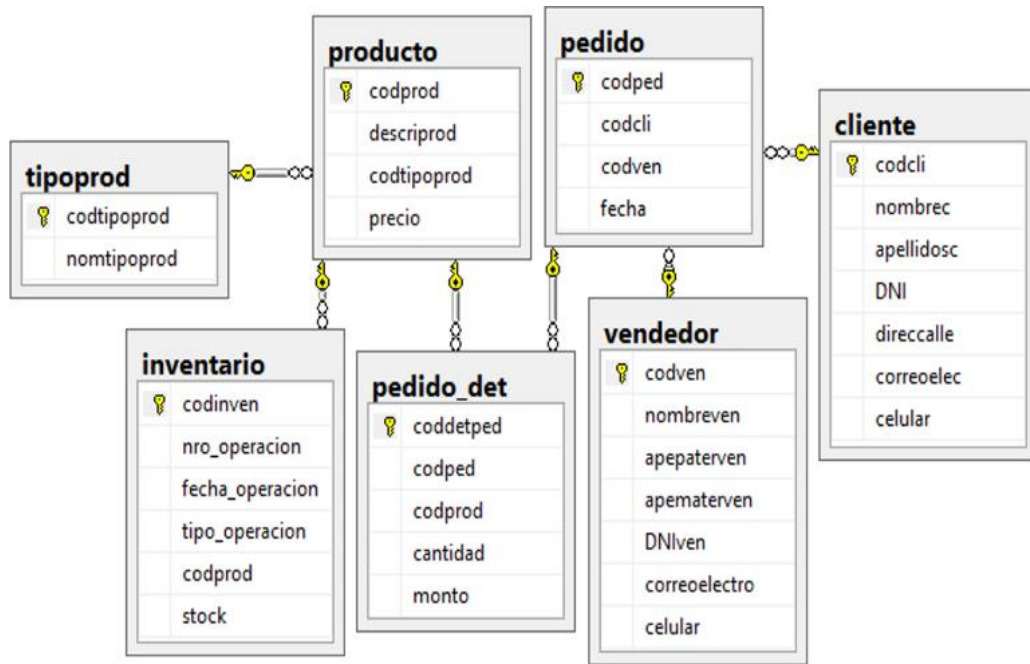 producto
codprod
descriprod
codtipoprod
precio
pedido
codped
codcli
codven
fecha
cliente
codcli
nombrec
apellidosc
DNI
direccalle
correoelec
celular
tipoprod
codtipoprod
nomtipoprod
inventario
codinven
nro_operacion
fecha_operacion
tipo_operacion
codprod
stock
pedido_det
coddetped
codped
codprod
cantidad
monto
vendedor
codven
nombreven
apepaterven
apematerven
DNIven
correoelectro
celular